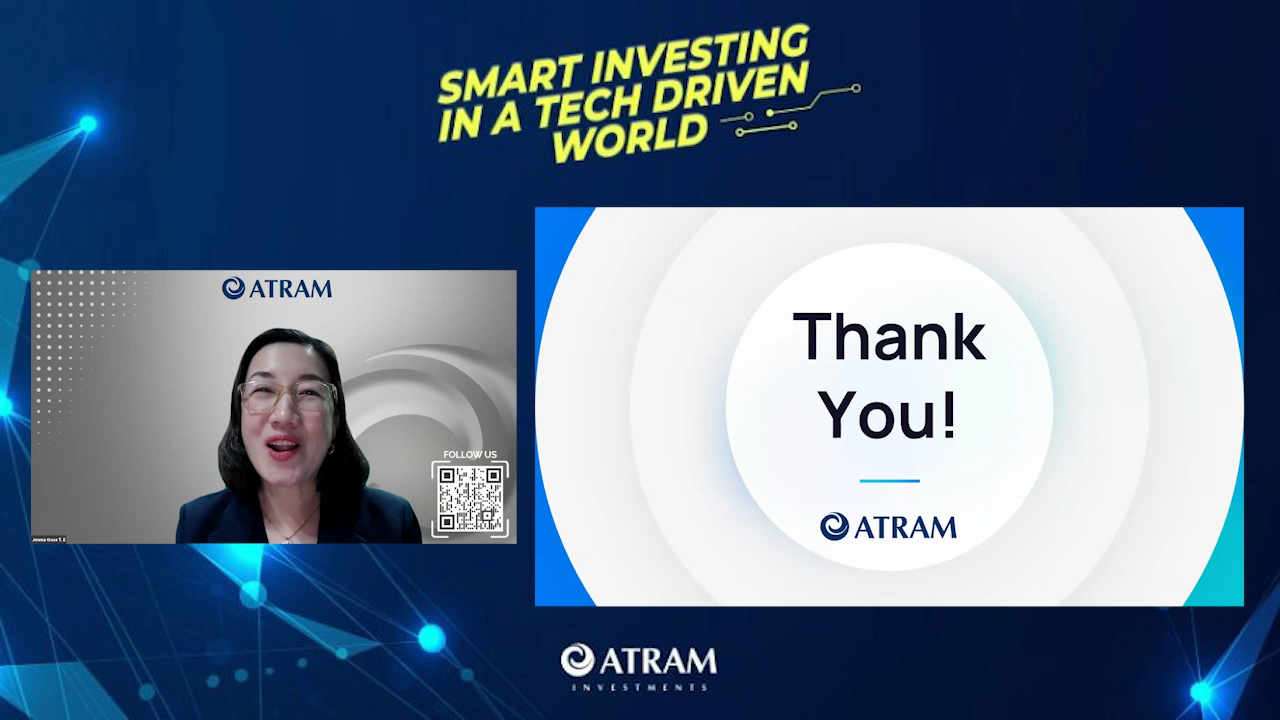 SMART INVESTING
IN A TECH DRIVEN
WORLD
ATRAM
FOLLOW US
Thank
You!
ATRAM
ATRAM
INVESTMENTS